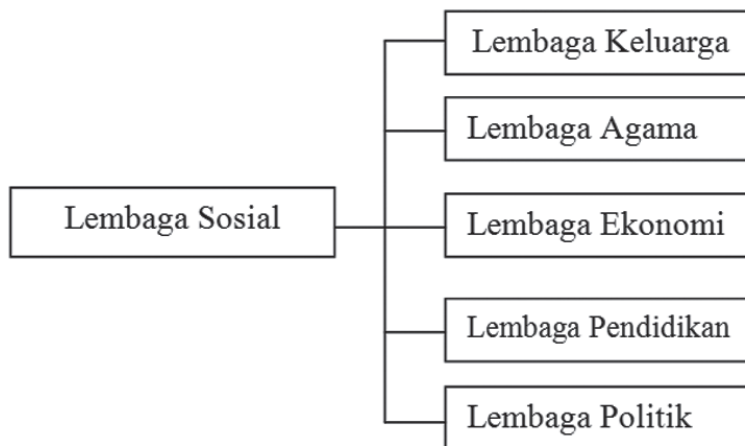 Lembaga Keluarga
Lembaga Agama
Lembaga Sosial
Lembaga Ekonomi
Lembaga Pendidikan
Lembaga Politik